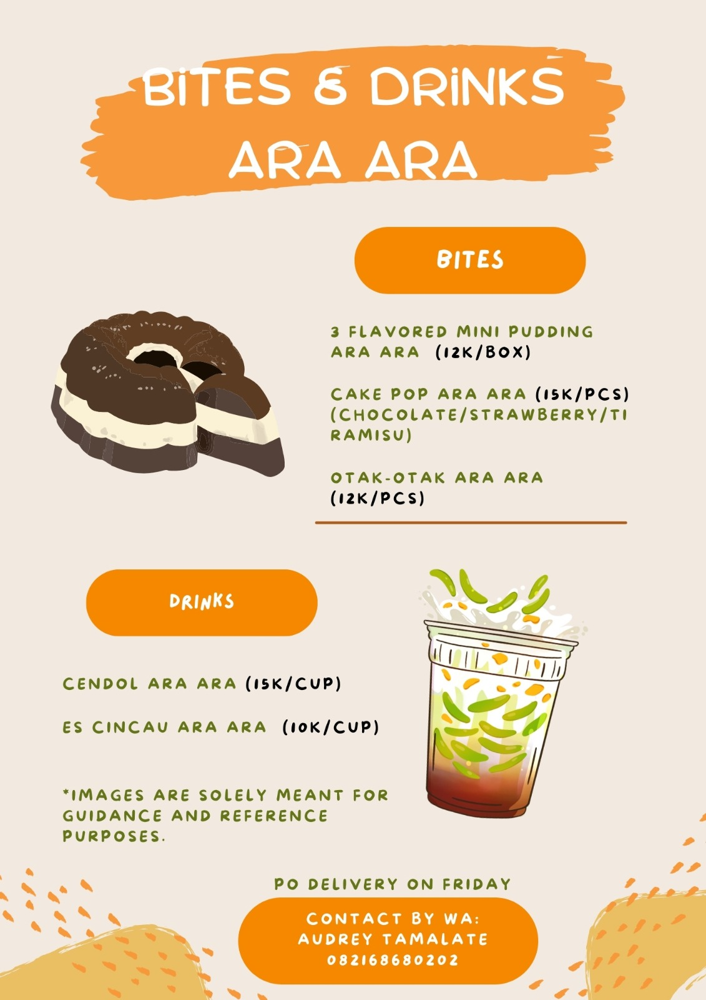 BiTES & DRiNKS
ARA ARA
BITES
3 FLAVORED MINI PUDDING
ARA ARA (12K/BOX)
CAKE POP ARA ARA (15K/PCS)
(CHOCOLATE/STRAWBERRY/TI
RAMISU)
OTAK-OTAK ARA ARA
(12K/PCS)
DRINKS
CENDOL ARA ARA (15K/CUP)
ES CINCAU ARA ARA (10K/CUP)
*IMAGES ARE SOLELY MEANT FOR
GUIDANCE AND REFERENCE
PURPOSES.
PO DELIVERY ON FRIDAY
CONTACT BY WA:
AUDREY TAMALATE
082168680202